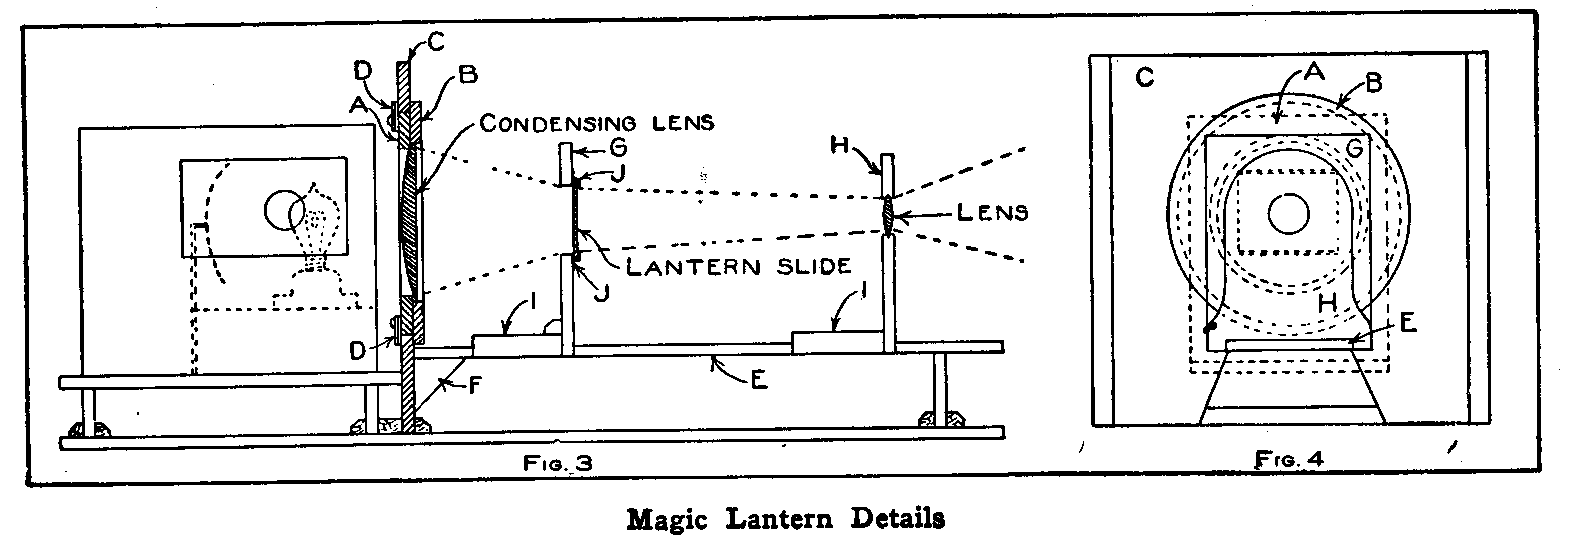 C
D
B
A
CONDENSING LENS
G
J
H
LENS
LANTERN SLIDE
J
I
I
D
F
E
FIG. 3
C
A
B
G
H
E
FIG. 4
Magic Lantern Details